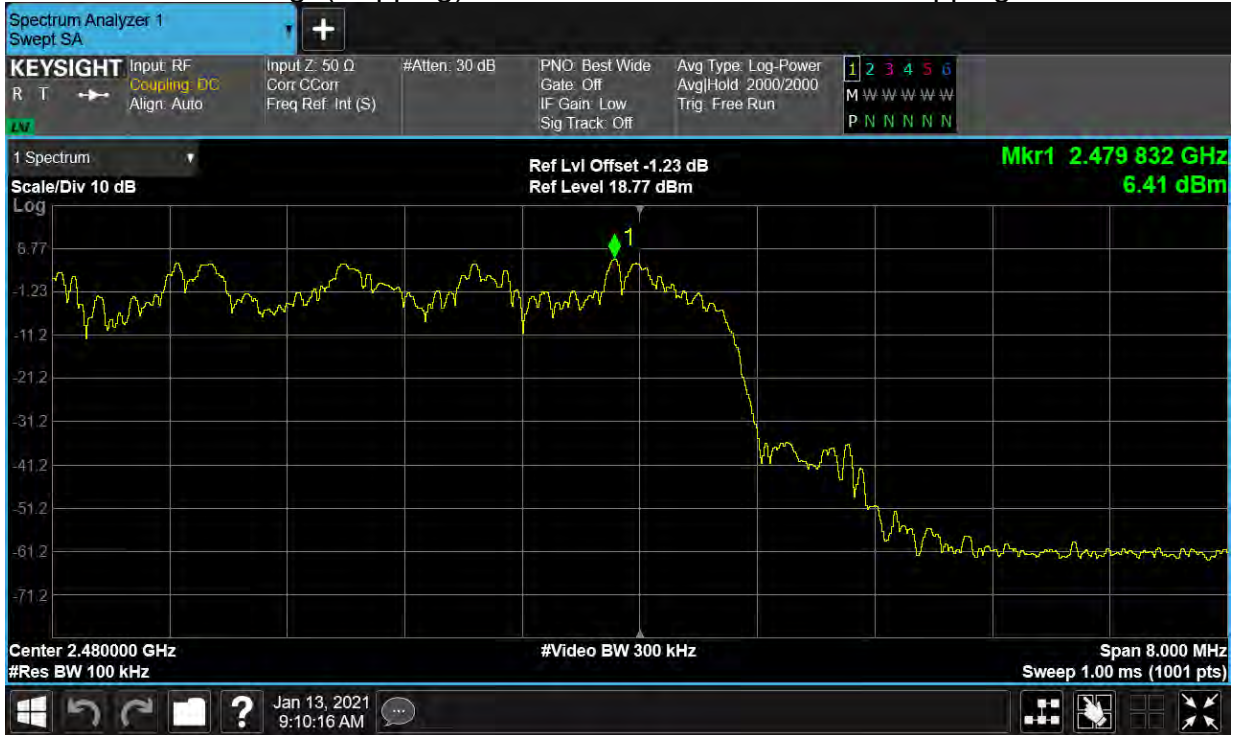 Spectrum Analyzer 1
Swept SA
+
KEYSIGHT Input: RF Input Z: 50 Ω #Atten: 30 dB PNO: Best Wide Avg Type: Log-Power 1 2 3 4 5 6
R T Coupling: DC Corr CCorr Gate: Off Avg|Hold: 2000/2000 M W W W W W
Align: Auto Freq Ref: Int (S) IF Gain: Low Trig: Free Run P N N N N N
LXI Sig Track: Off
1 Spectrum Ref Lvl Offset -1.23 dB Mkr1 2.479 832 GHz
Scale/Div 10 dB Ref Level 18.77 dBm 6.41 dBm
Log
1
6.77
-1.23
-11.2
-21.2
-31.2
-41.2
-51.2
-61.2
-71.2
Center 2.480000 GHz #Video BW 300 kHz Span 8.000 MHz
#Res BW 100 kHz Sweep 1.00 ms (1001 pts)
? Jan 13, 2021
9:10:16 AM